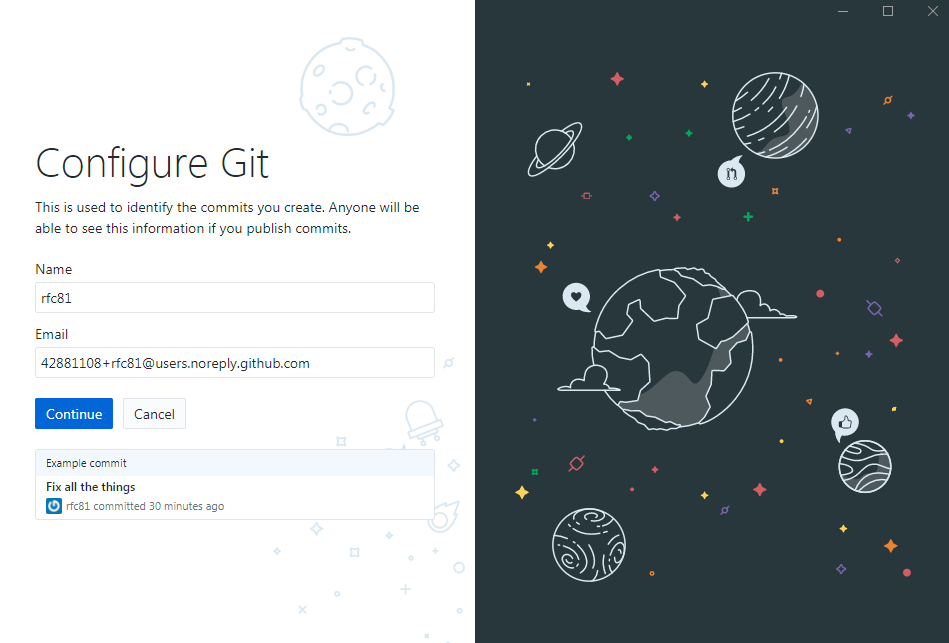 Configure Git
This is used to identify the commits you create. Anyone will be
able to see this information if you publish commits.
Name
rfc81
Email
42881108+rfc81@users.noreply.github.com
Continue
Cancel
Example commit
Fix all the things
rfc81 committed 30 minutes ago